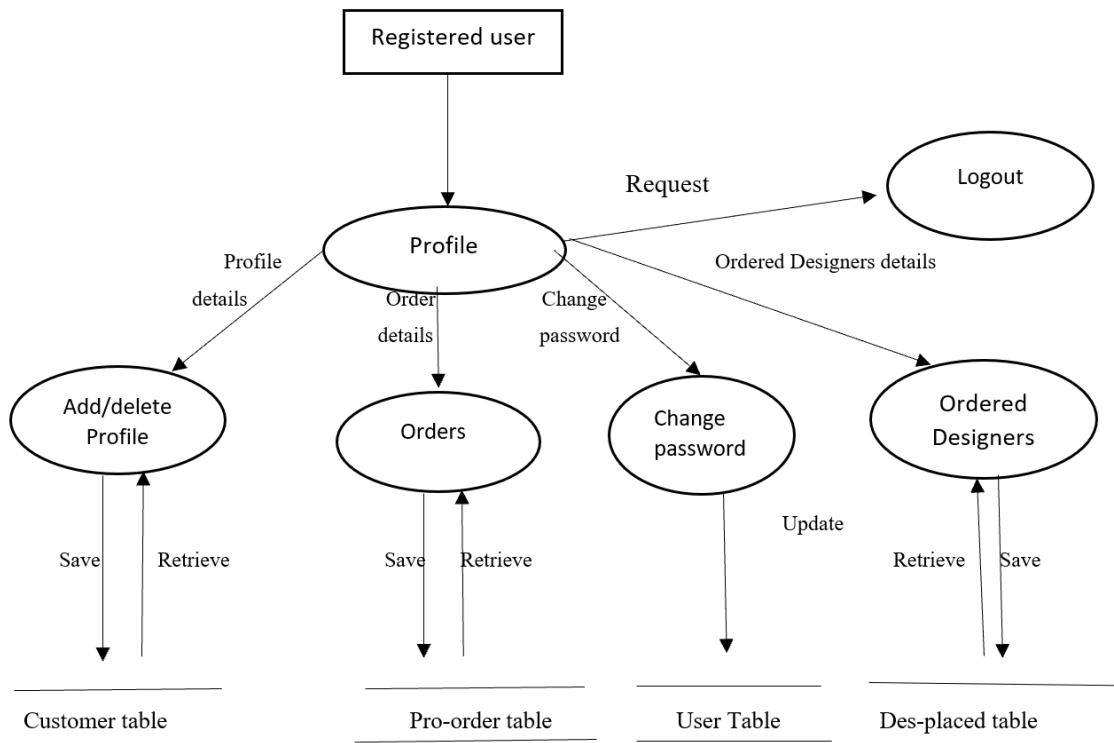 Registered user
Request
Logout
Profile
Profile
details
Order
details
Change
password
Ordered Designers details
Add/delete
Profile
Orders
Change
password
Ordered
Designers
Update
Save
Retrieve
Save
Retrieve
Retrieve
Save
Customer table
Pro-order table
User Table
Des-placed table